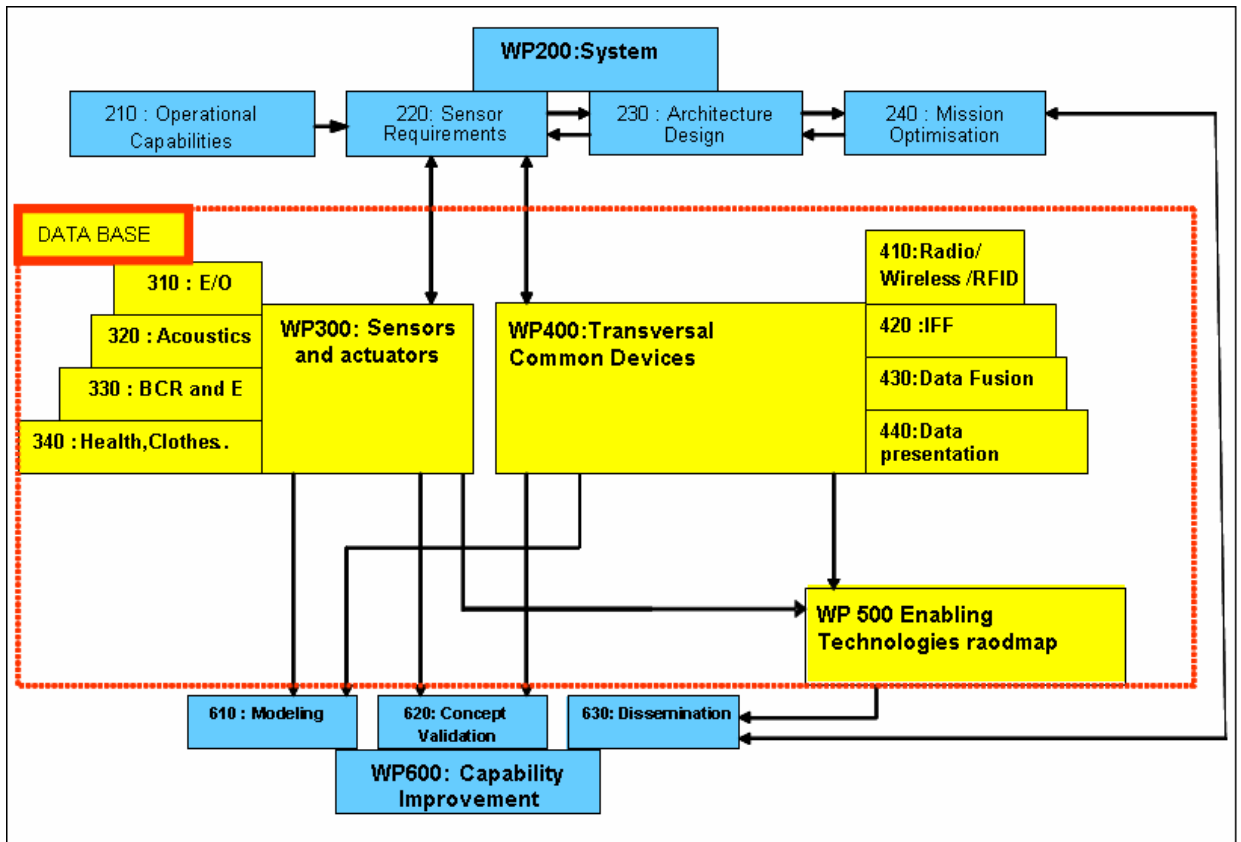 WP200:System
210 : Operational
Capabilities
220: Sensor
Requirements
230 : Architecture
Design
240 : Mission
Optimisation
DATA BASE
310 : E/O
320 : Acoustics
330 : BCR and E
340 : Health,Clothes..
WP300: Sensors
and actuators
WP400:Transversal
Common Devices
410:Radio/
Wireless /RFID
420 :IFF
430:Data Fusion
440:Data
presentation
WP 500 Enabling
Technologies raodmap
610 : Modeling
620: Concept
Validation
630: Dissemination
WP600: Capability
Improvement